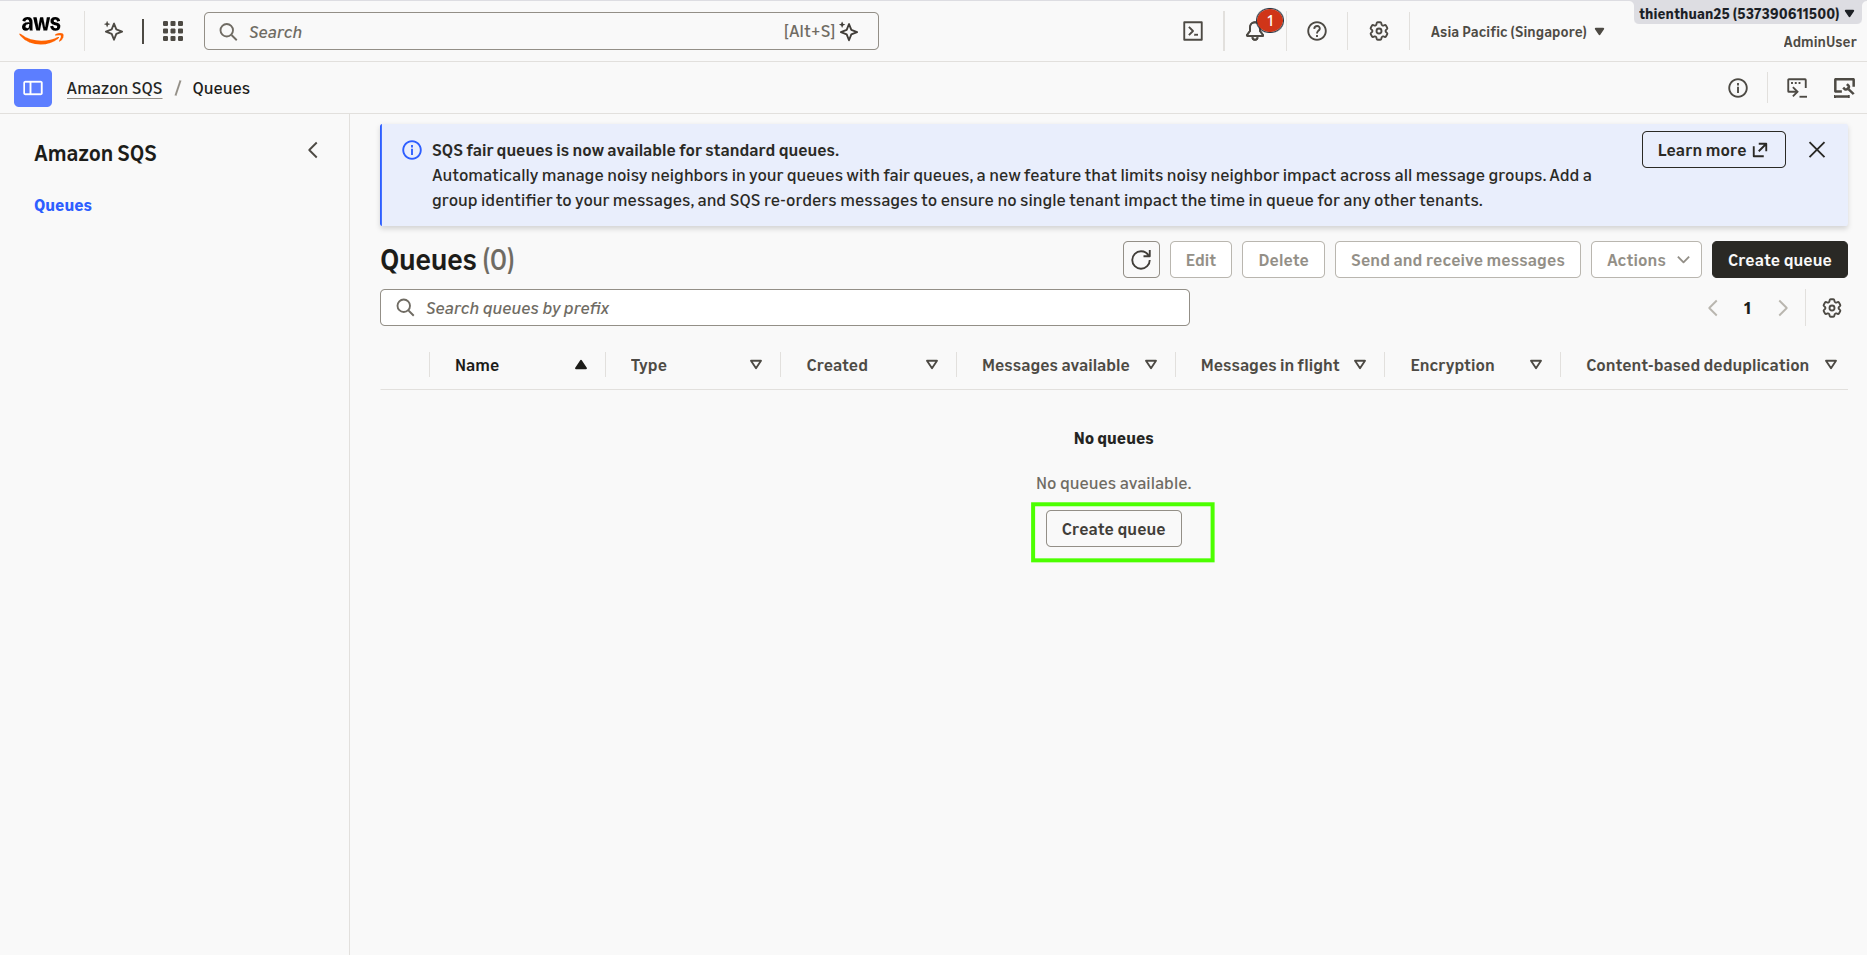 aws
Search [Alt+S]
1
Asia Pacific (Singapore)
thienthuan25 (537390611500)
AdminUser
Amazon SQS / Queues
Amazon SQS
Queues
SQS fair queues is now available for standard queues.
Automatically manage noisy neighbors in your queues with fair queues, a new feature that limits noisy neighbor impact across all message groups. Add a
group identifier to your messages, and SQS re-orders messages to ensure no single tenant impact the time in queue for any other tenants.
Learn more
Queues (0)
Edit
Delete
Send and receive messages
Actions
Create queue
Search queues by prefix
1
Name Type Created Messages available Messages in flight Encryption Content-based deduplication
No queues
No queues available.
Create queue